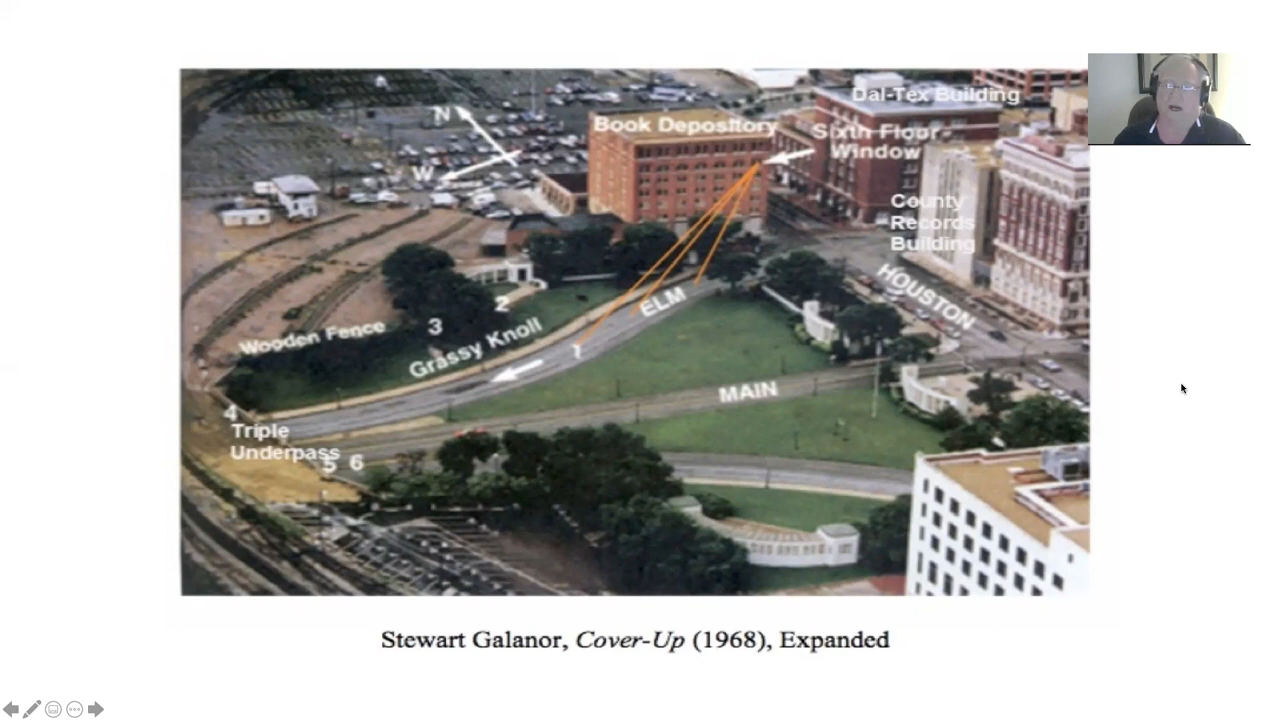 Dal-Tex Building
N
Book Depository
Sixth Floor
Window
W
1
County
Records
Building
HOUSTON
2
ELM
3
Wooden Fence
Grassy Knoll
MAIN
4
Triple
Underpass
5 6
Stewart Galanor, Cover-Up (1968), Expanded